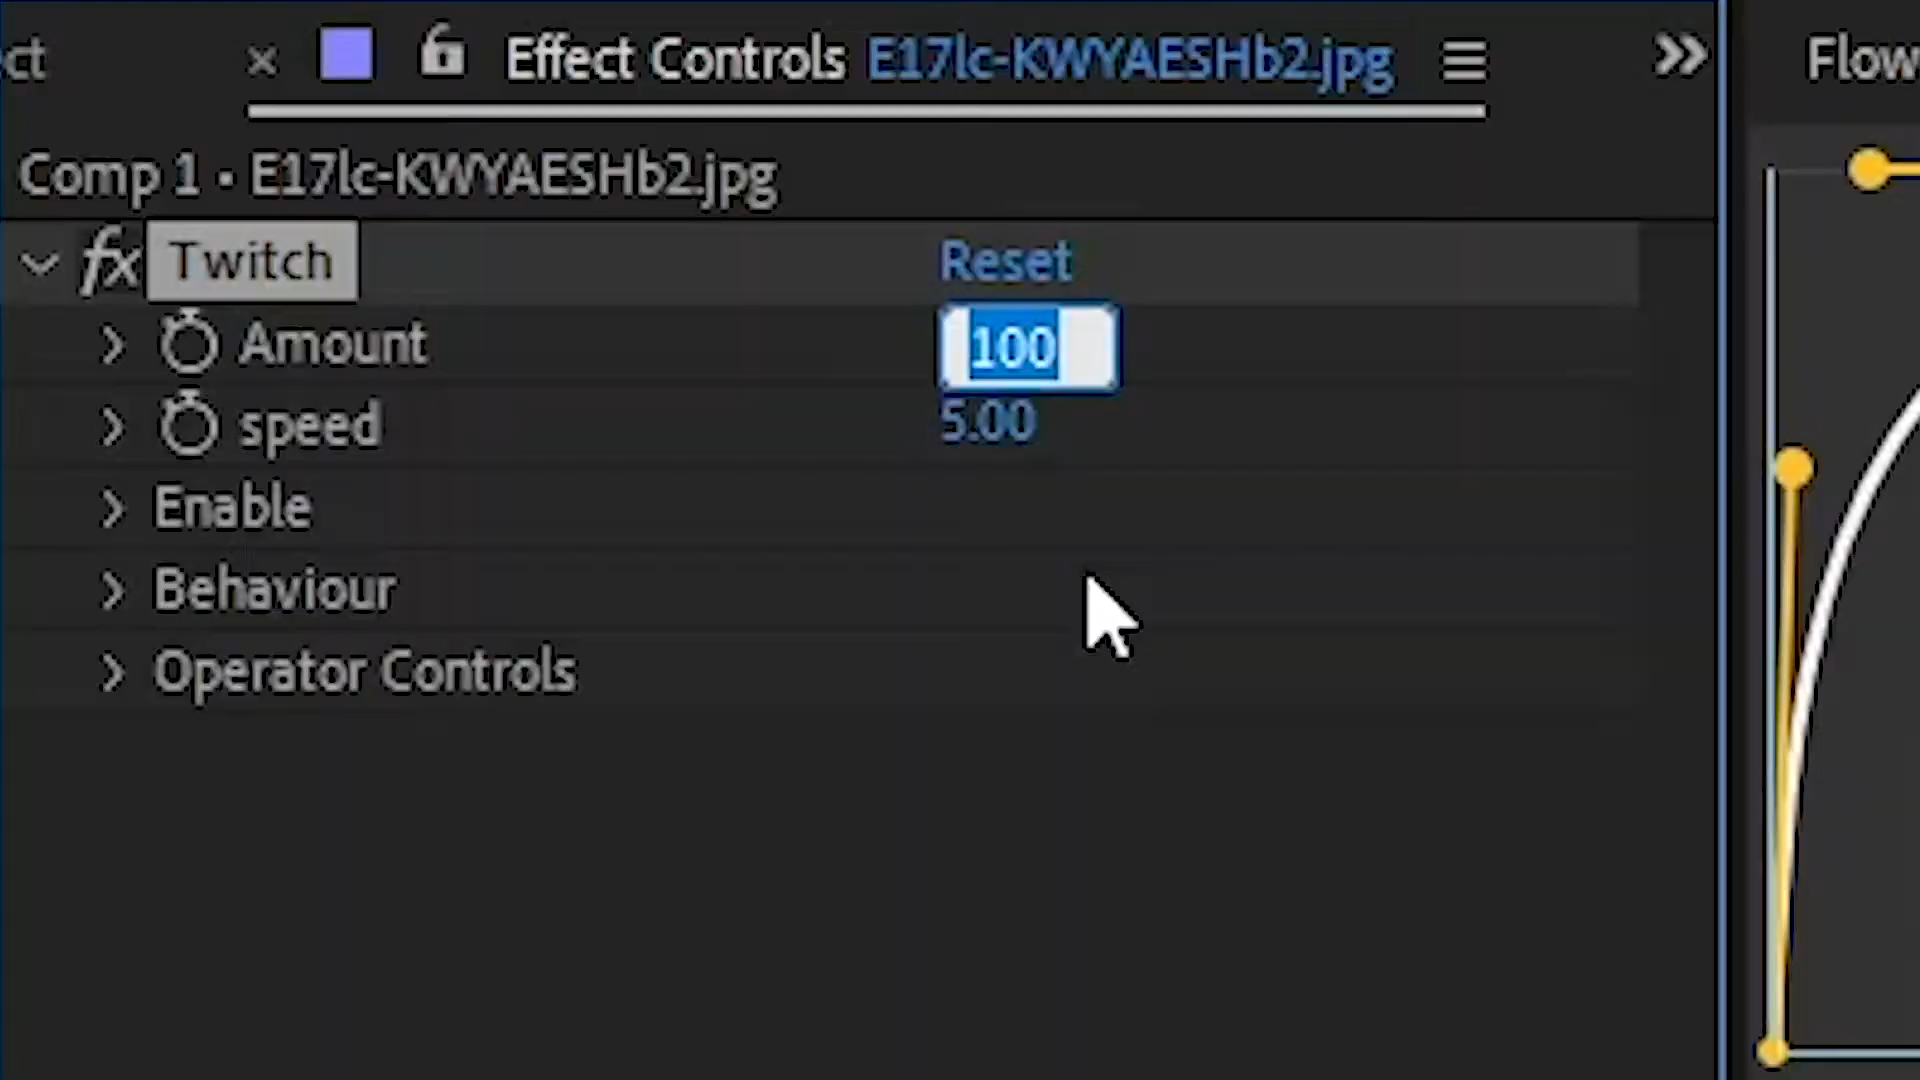 ct × Effect Controls E17lc-KWYAESHb2.jpg Flow
Comp 1 • E17lc-KWYAESHb2.jpg
fx Twitch Reset
Amount 100
speed 5.00
Enable
Behaviour
Operator Controls